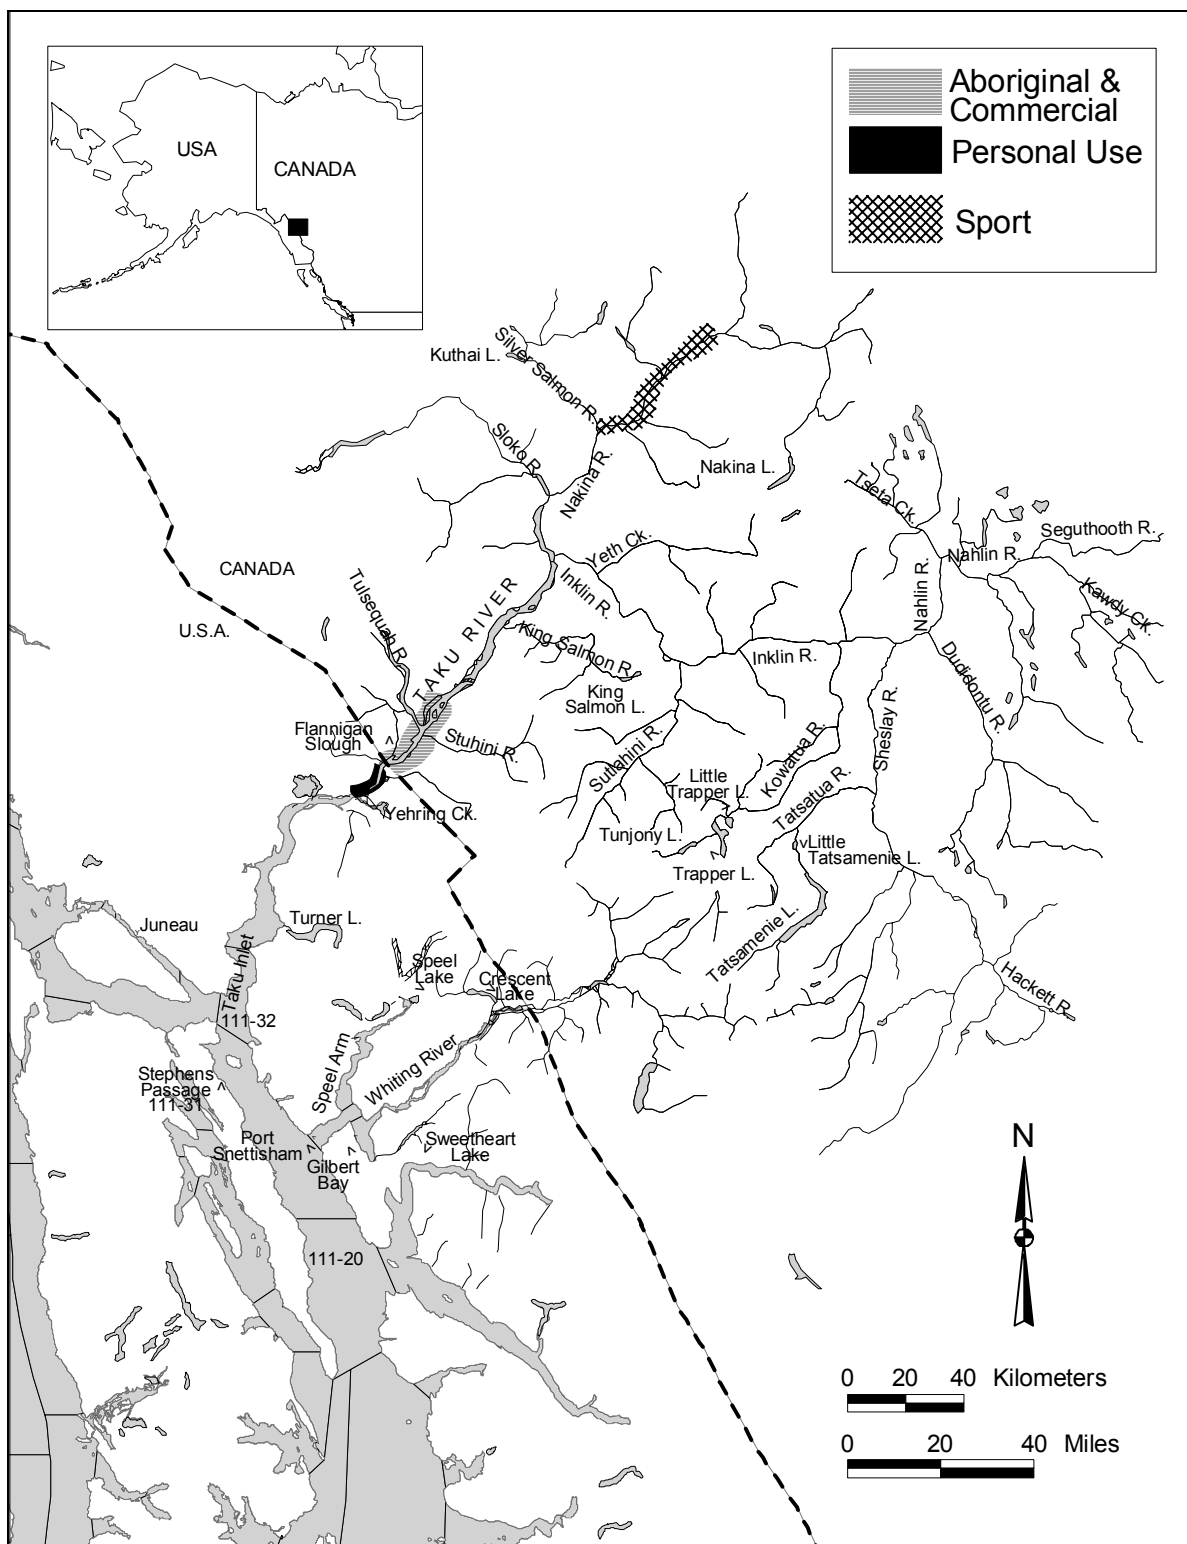 USA
CANADA
Aboriginal &
Commercial
Personal Use
Sport
Kuthai L.
Silver Salmon R.
Sloko R.
Nakina R.
Nakina L.
Tseta Ck.
Seguthooth R.
Nahlin R.
Nahlin R.
Kawdy Ck.
Yeth Ck.
Inklin R.
CANADA
U.S.A.
Tulsequah R.
TAKU RIVER
King Salmon R.
King
Salmon L.
Inklin R.
Dudidontu R.
Sheslay R.
Flannigan
Slough
Stuhini R.
Sutlahini R.
Kowatua R.
Little
Trapper L.
Tatsatua R.
Yehring Ck.
Tunjony L.
Trapper L.
Little
Tatsamenie L.
Tatsamenie L.
Hackett R.
Juneau
Turner L.
Taku Inlet
111-32
Speel
Lake
Crescent
Lake
Stephens
Passage
111-31
Speel Arm
Whiting River
Port
Snettisham
Gilbert
Bay
Sweetheart
Lake
111-20
N
0 20 40 Kilometers
0 20 40 Miles